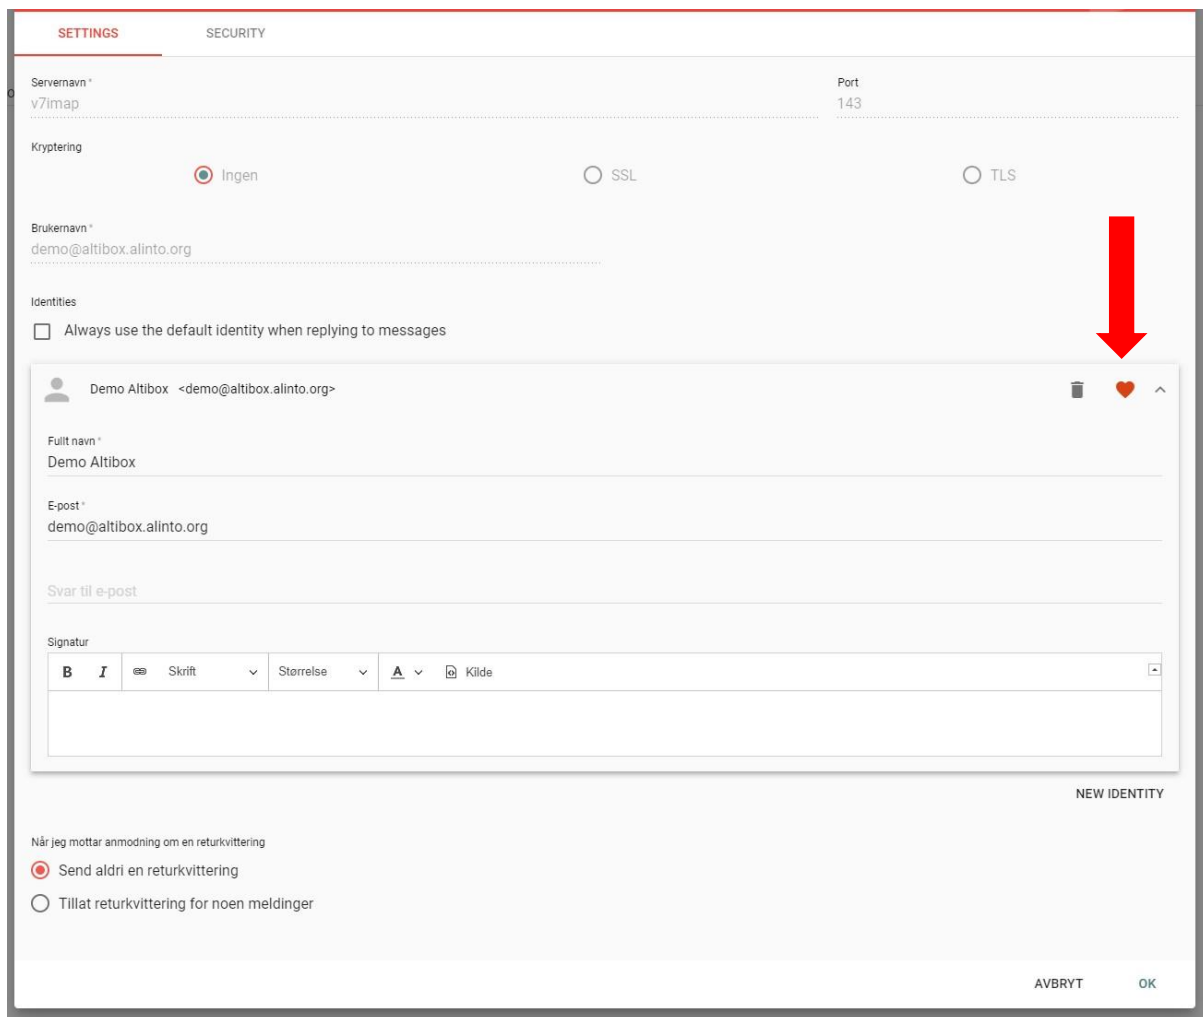 SETTINGS SECURITY
Servernavn * Port
v7imap 143
Kryptering
Ingen SSL TLS
Brukernavn *
demo@altibox.alinto.org
Identities
Always use the default identity when replying to messages
Demo Altibox <demo@altibox.alinto.org>
Fullt navn *
Demo Altibox
E-post *
demo@altibox.alinto.org
Svar til e-post
Signatur
B I Skrift Størrelse A Kilde
NEW IDENTITY
Når jeg mottar anmodning om en returkvittering
Send aldri en returkvittering
Tillat returkvittering for noen meldinger
AVBRYT OK